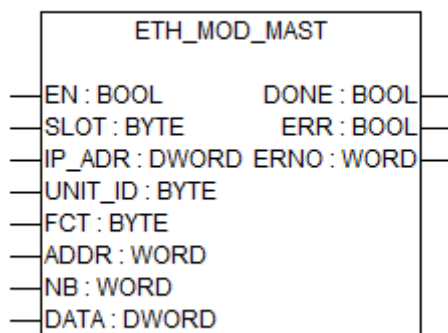 ETH_MOD_MAST
EN : BOOL DONE : BOOL
SLOT : BYTE ERR : BOOL
IP_ADR : DWORD ERNO : WORD
UNIT_ID : BYTE
FCT : BYTE
ADDR : WORD
NB : WORD
DATA : DWORD